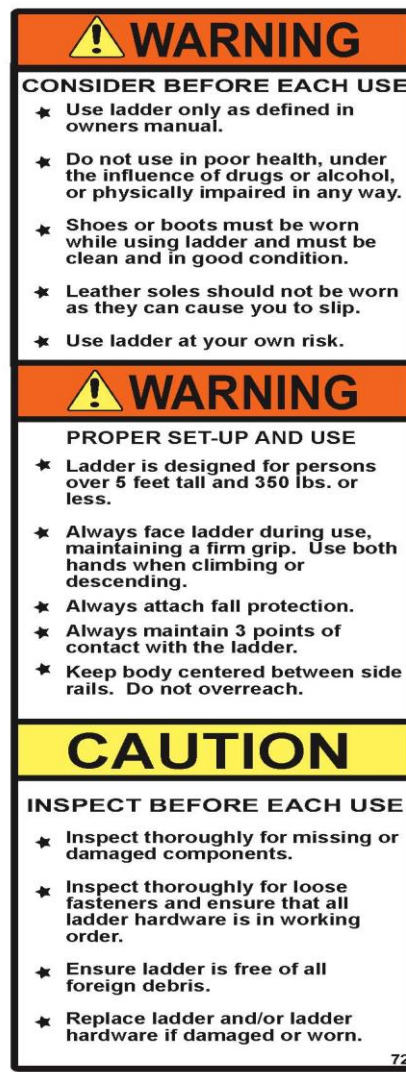 WARNING
CONSIDER BEFORE EACH USE
Use ladder only as defined in
owners manual.
Do not use in poor health, under
the influence of drugs or alcohol,
or physically impaired in any way.
Shoes or boots must be worn
while using ladder and must be
clean and in good condition.
Leather soles should not be worn
as they can cause you to slip.
Use ladder at your own risk.
WARNING
PROPER SET-UP AND USE
Ladder is designed for persons
over 5 feet tall and 350 lbs. or
less.
Always face ladder during use,
maintaining a firm grip. Use both
hands when climbing or
descending.
Always attach fall protection.
Always maintain 3 points of
contact with the ladder.
Keep body centered between side
rails. Do not overreach.
CAUTION
INSPECT BEFORE EACH USE
Inspect thoroughly for missing or
damaged components.
Inspect thoroughly for loose
fasteners and ensure that all
ladder hardware is in working
order.
Ensure ladder is free of all
foreign debris.
Replace ladder and/or ladder
hardware if damaged or worn.